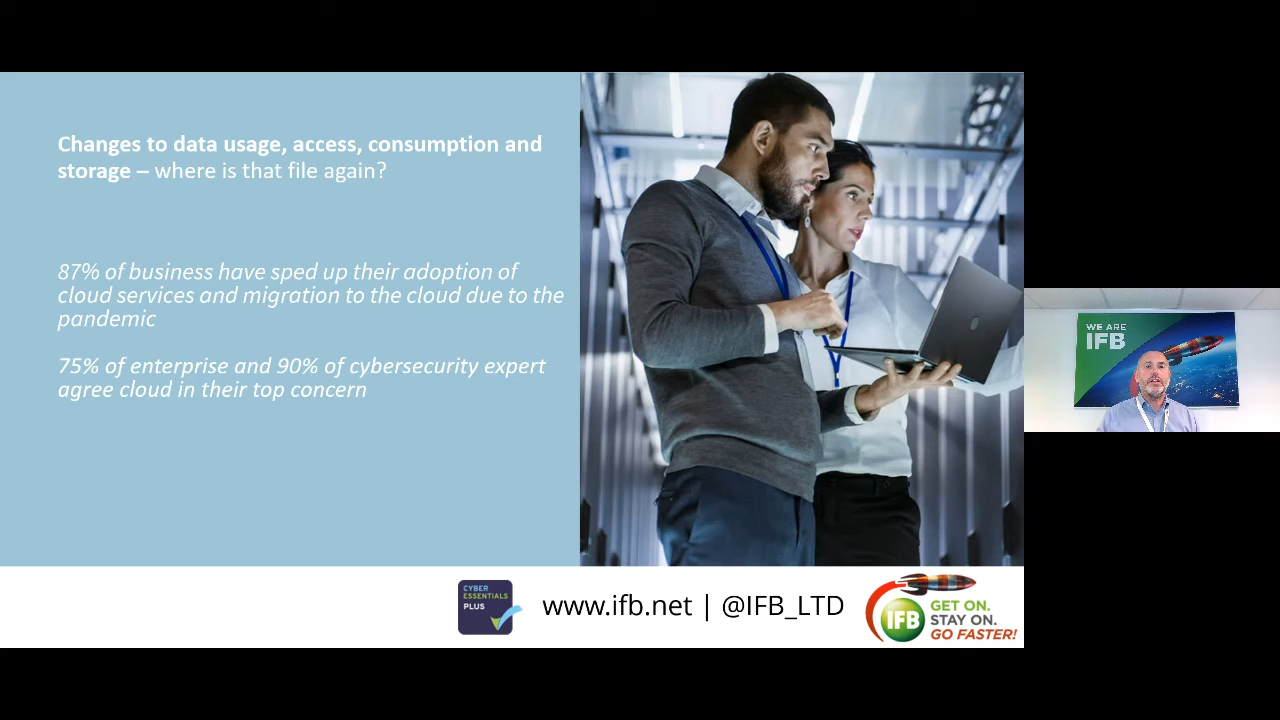 Changes to data usage, access, consumption and
storage – where is that file again?
87% of business have sped up their adoption of
cloud services and migration to the cloud due to the
pandemic
75% of enterprise and 90% of cybersecurity expert
agree cloud in their top concern
CYBER
ESSENTIALS
PLUS
www.ifb.net | @IFB_LTD
IFB
GET ON.
STAY ON.
GO FASTER!
WE ARE
IFB